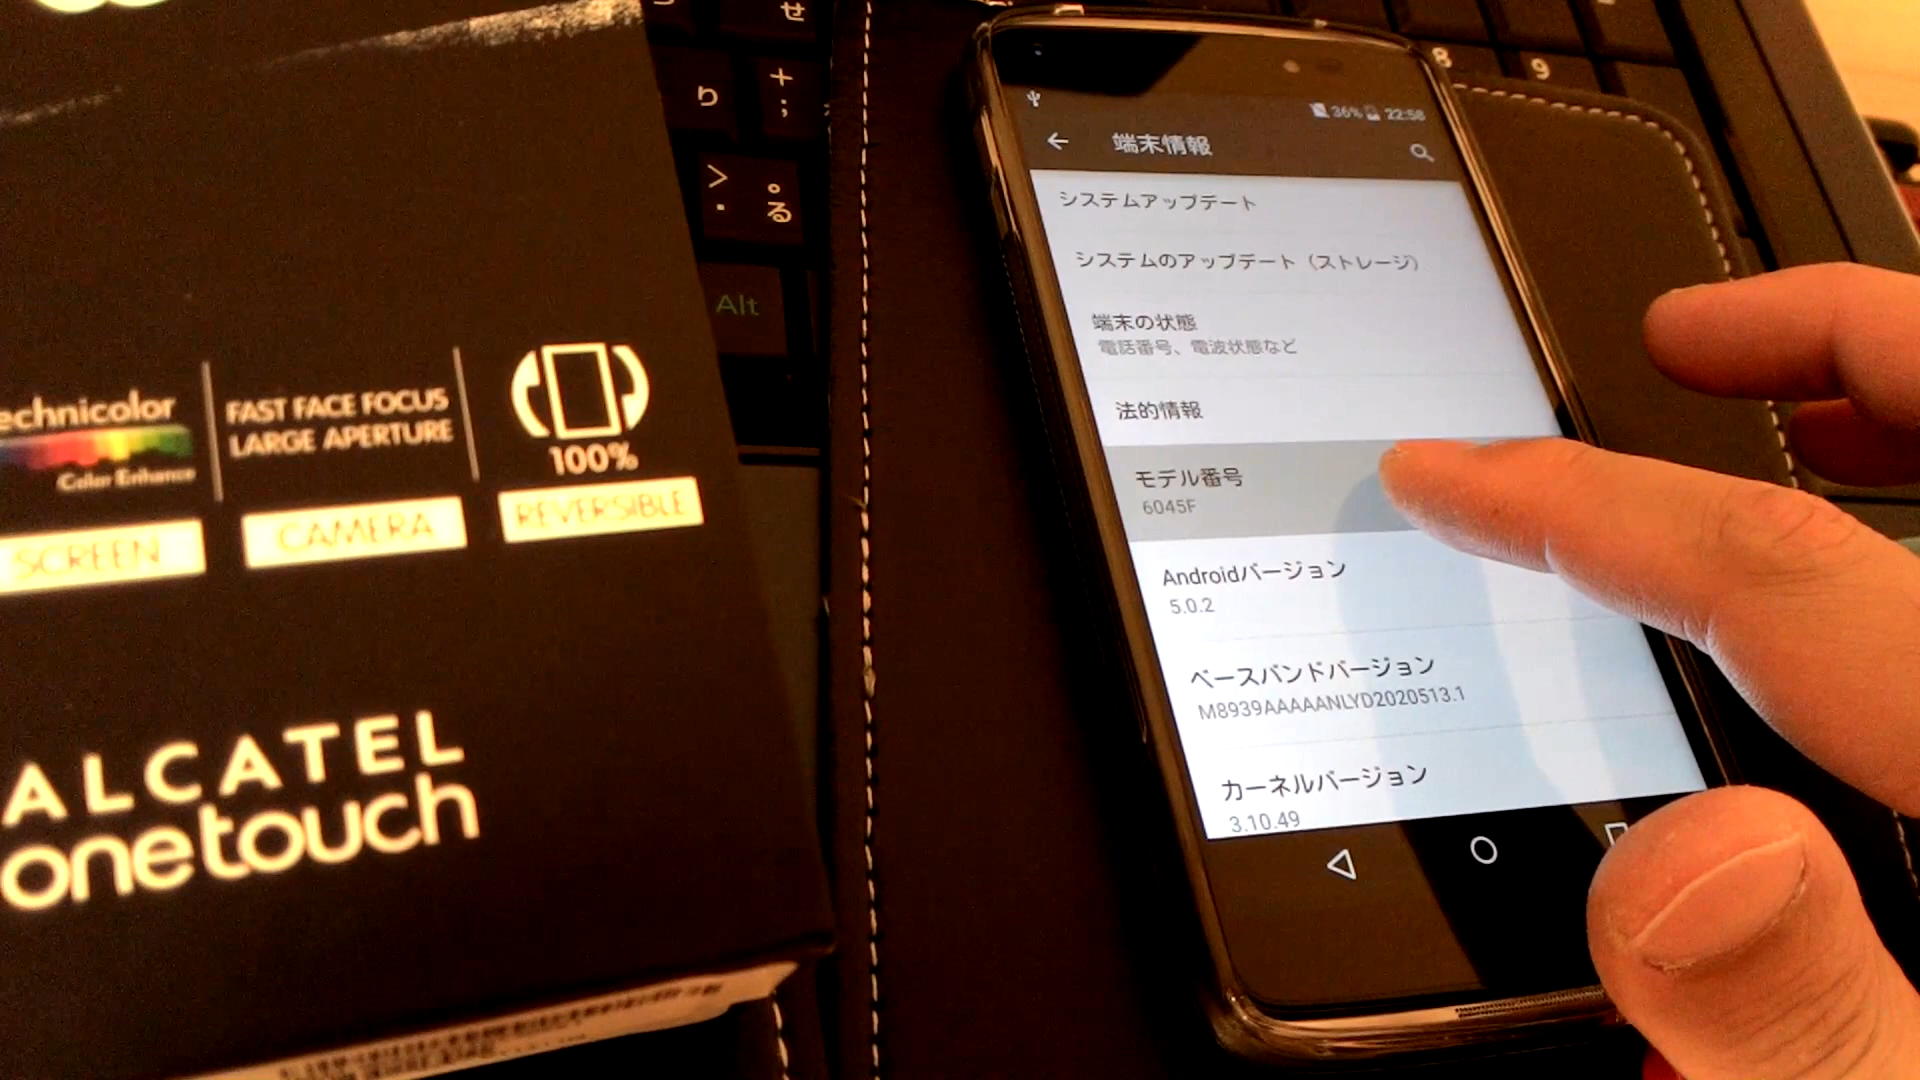 echnicolor
Color Enhance
SCREEN
FAST FACE FOCUS
LARGE APERTURE
CAMERA
100%
REVERSIBLE
ALCATEL
onetouch
せ
り
+
;
>
.
。
る
Alt
8
9
36% 22:58
端末情報
システムアップデート
システムのアップデート（ストレージ）
端末の状態
電話番号、電波状態など
法的情報
モデル番号
6045F
Androidバージョン
5.0.2
ベースバンドバージョン
M8939AAAAANLYD2020513.1
カーネルバージョン
3.10.49